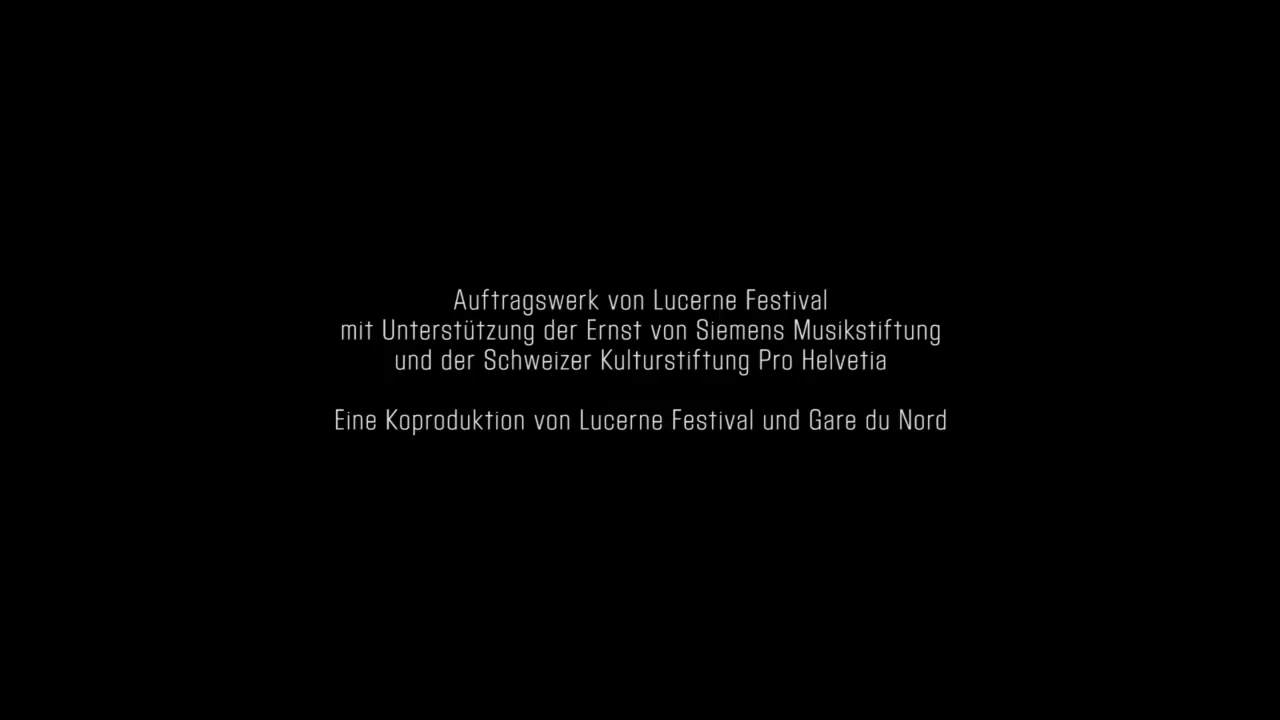 Auftragswerk von Lucerne Festival
mit Unterstützung der Ernst von Siemens Musikstiftung
und der Schweizer Kulturstiftung Pro Helvetia
Eine Koproduktion von Lucerne Festival und Gare du Nord